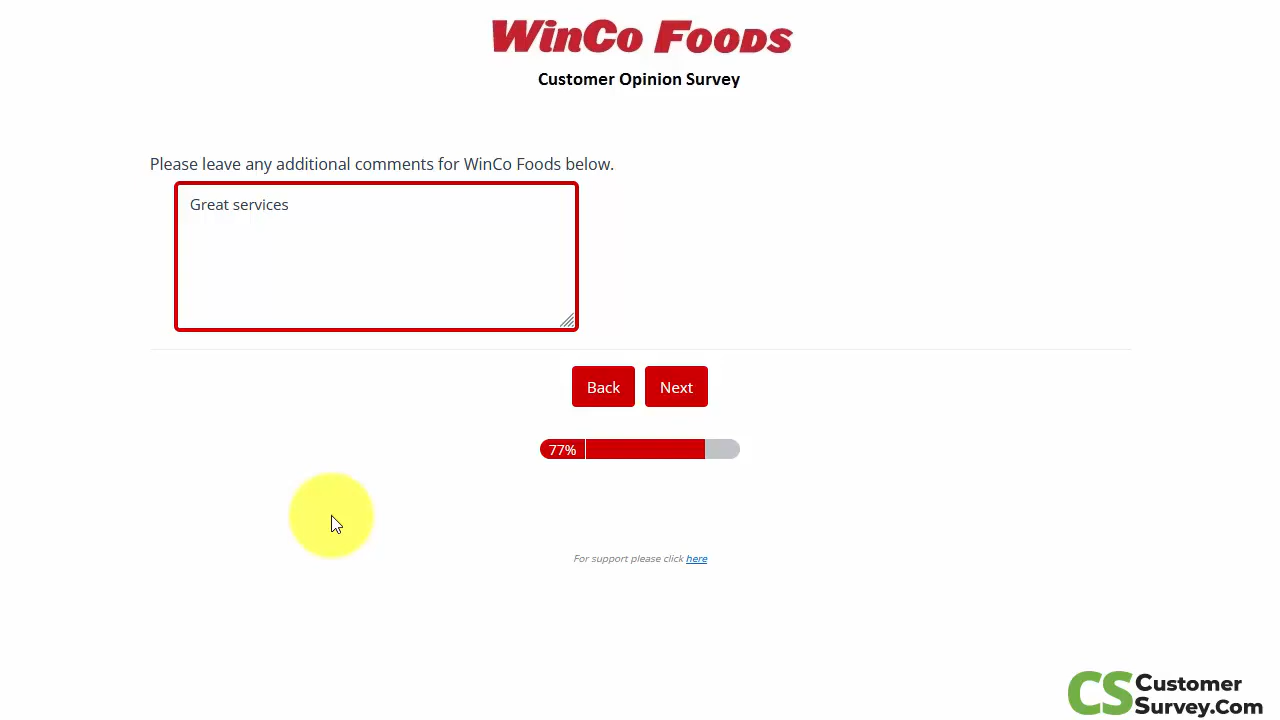 WinCo Foods
Customer Opinion Survey
Please leave any additional comments for WinCo Foods below.
Great services
Back Next
77%
For support please click here
CS Customer
Survey.Com